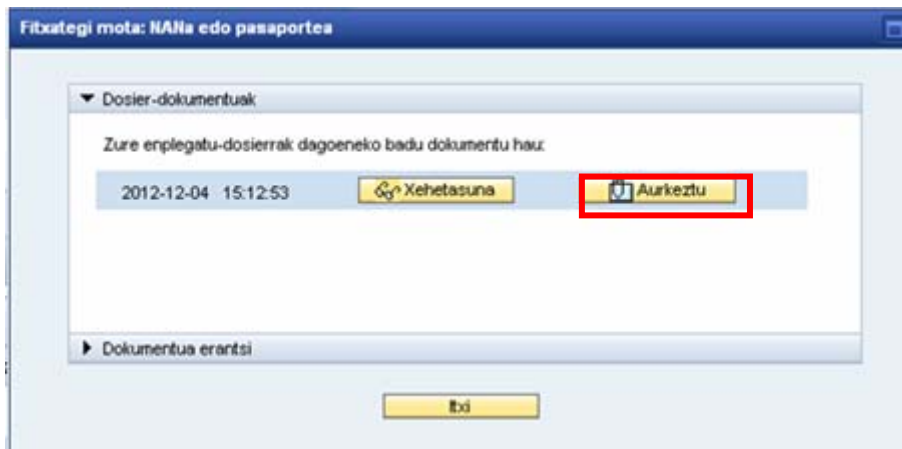 Fitxategi mota: NANa edo pasaportea
Dosier-dokumentuak
Zure enplegatu-dosierrak dagoeneko badu dokumentu hau:
2012-12-04 15:12:53 Xehetasuna Aurkeztu
Dokumentua erantsi
Itxi